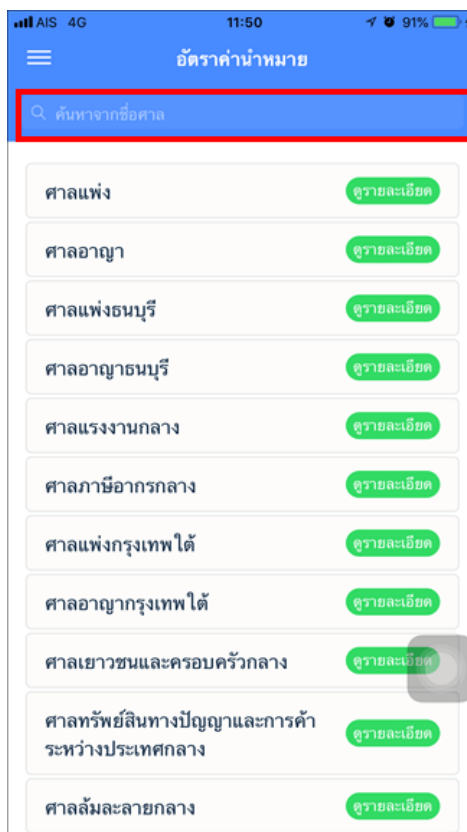 AIS 4G 11:50 91%
อัตราค่านำหมาย
ค้นหาจากชื่อศาล
ศาลแพ่ง ดูรายละเอียด
ศาลอาญา ดูรายละเอียด
ศาลแพ่งธนบุรี ดูรายละเอียด
ศาลอาญาธนบุรี ดูรายละเอียด
ศาลแรงงานกลาง ดูรายละเอียด
ศาลภาษีอากรกลาง ดูรายละเอียด
ศาลแพ่งกรุงเทพใต้ ดูรายละเอียด
ศาลอาญากรุงเทพใต้ ดูรายละเอียด
ศาลเยาวชนและครอบครัวกลาง ดูรายละเอียด
ศาลทรัพย์สินทางปัญญาและการค้า
ระหว่างประเทศกลาง ดูรายละเอียด
ศาลล้มละลายกลาง ดูรายละเอียด